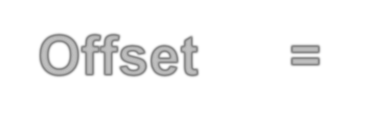 Offset =